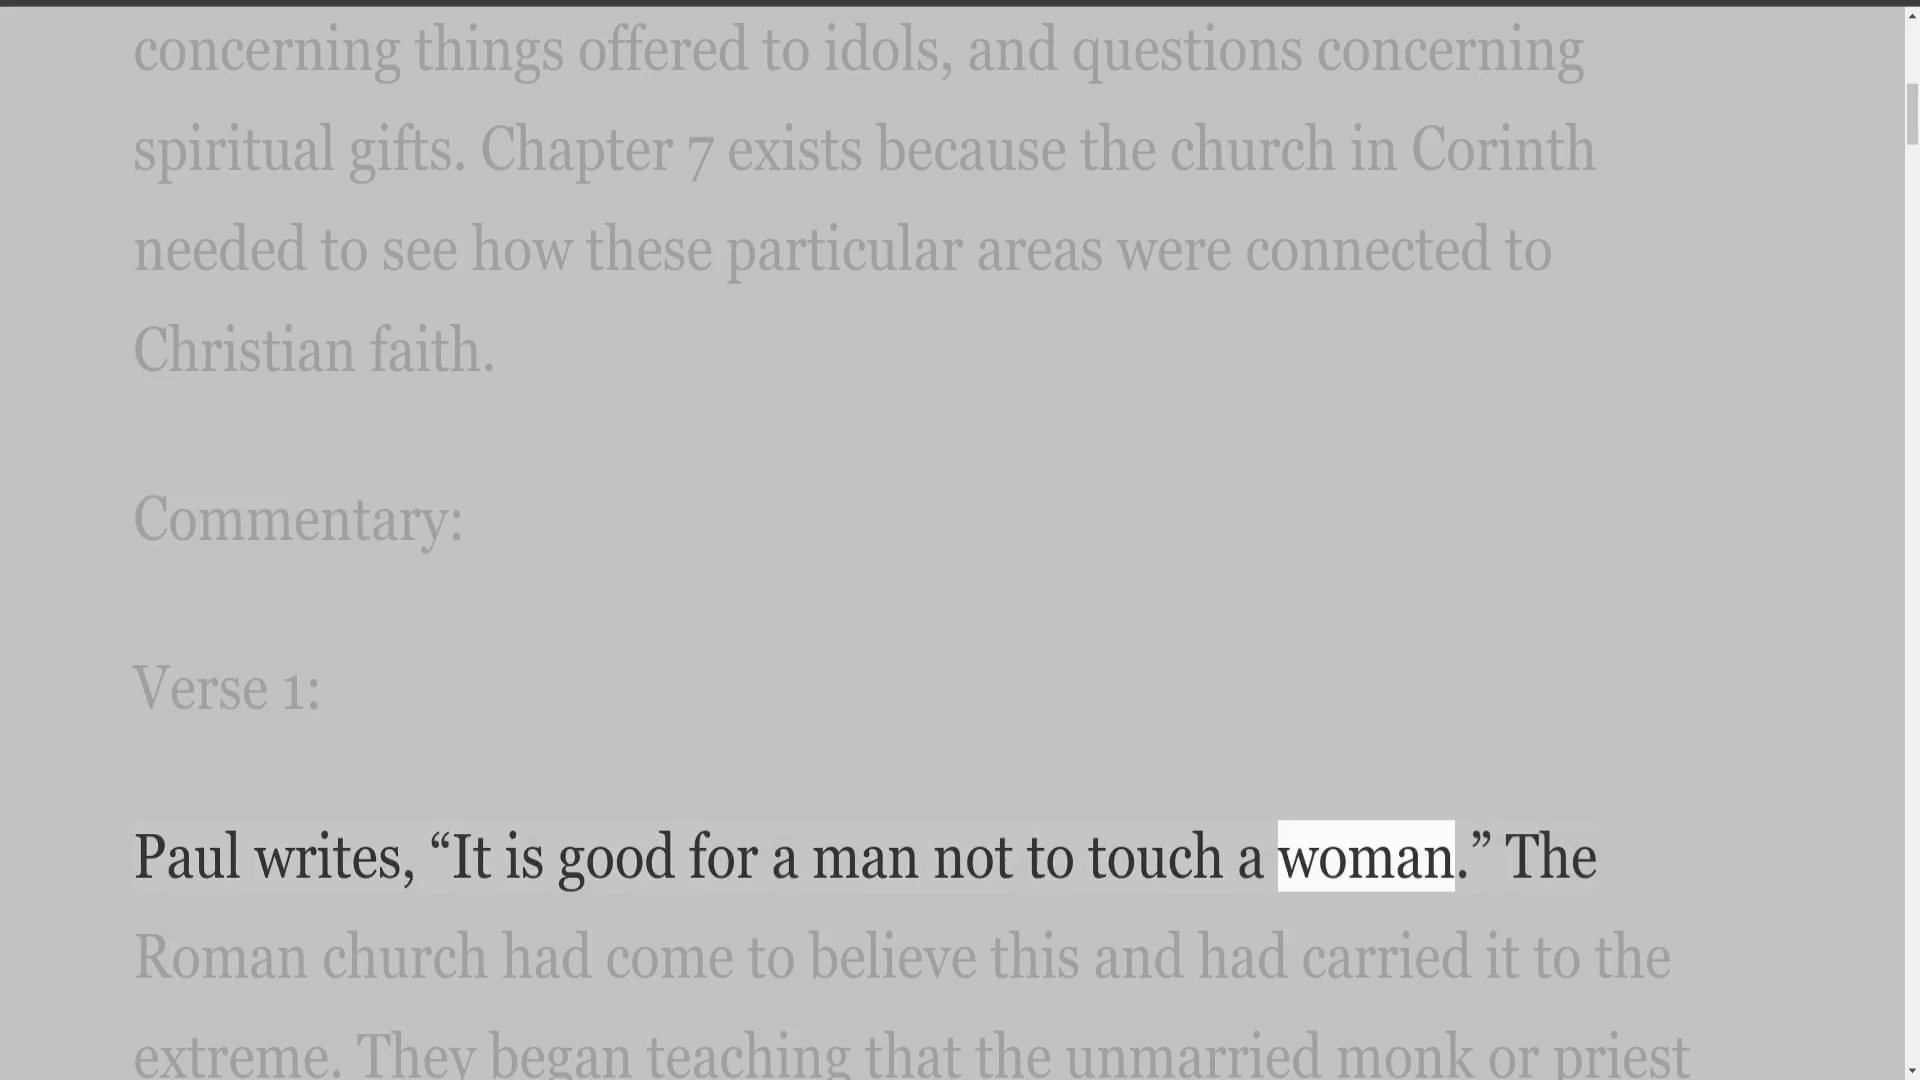 concerning things offered to idols, and questions concerning
spiritual gifts. Chapter 7 exists because the church in Corinth
needed to see how these particular areas were connected to
Christian faith.
Commentary:
Verse 1:
Paul writes, “It is good for a man not to touch a woman.” The
Roman church had come to believe this and had carried it to the
extreme. They began teaching that the unmarried monk or priest